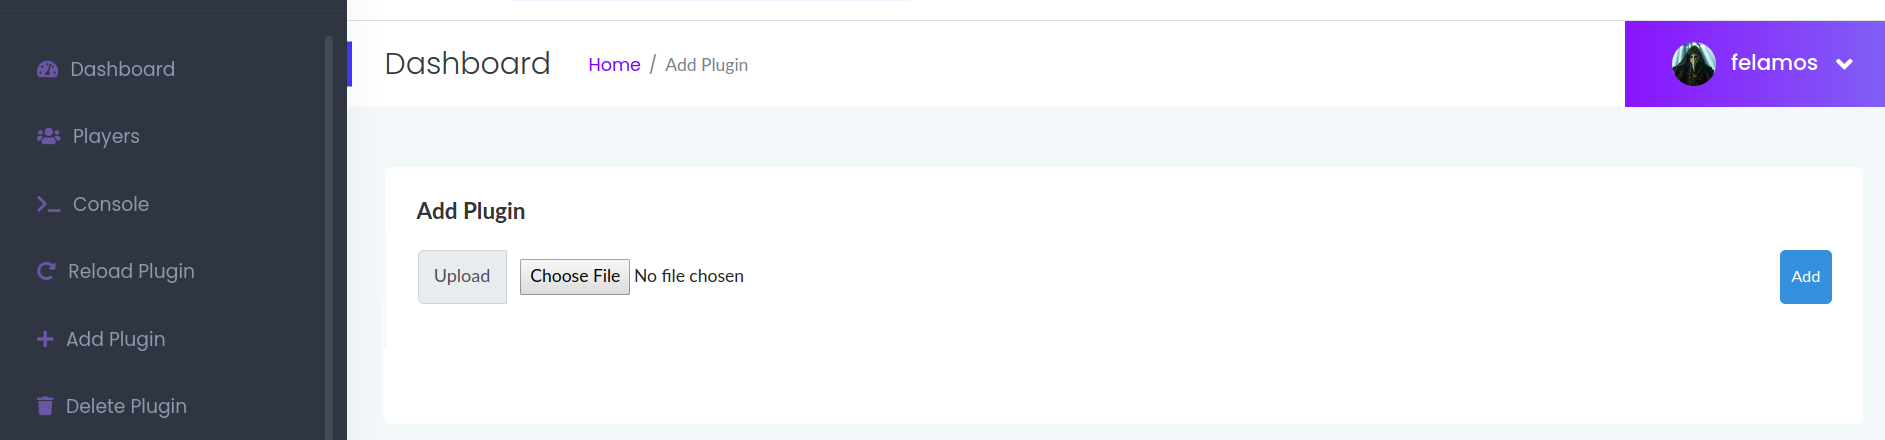 Dashboard
Players
Console
Reload Plugin
Add Plugin
Delete Plugin
Dashboard Home / Add Plugin
felamos
Add Plugin
Upload Choose File No file chosen
Add